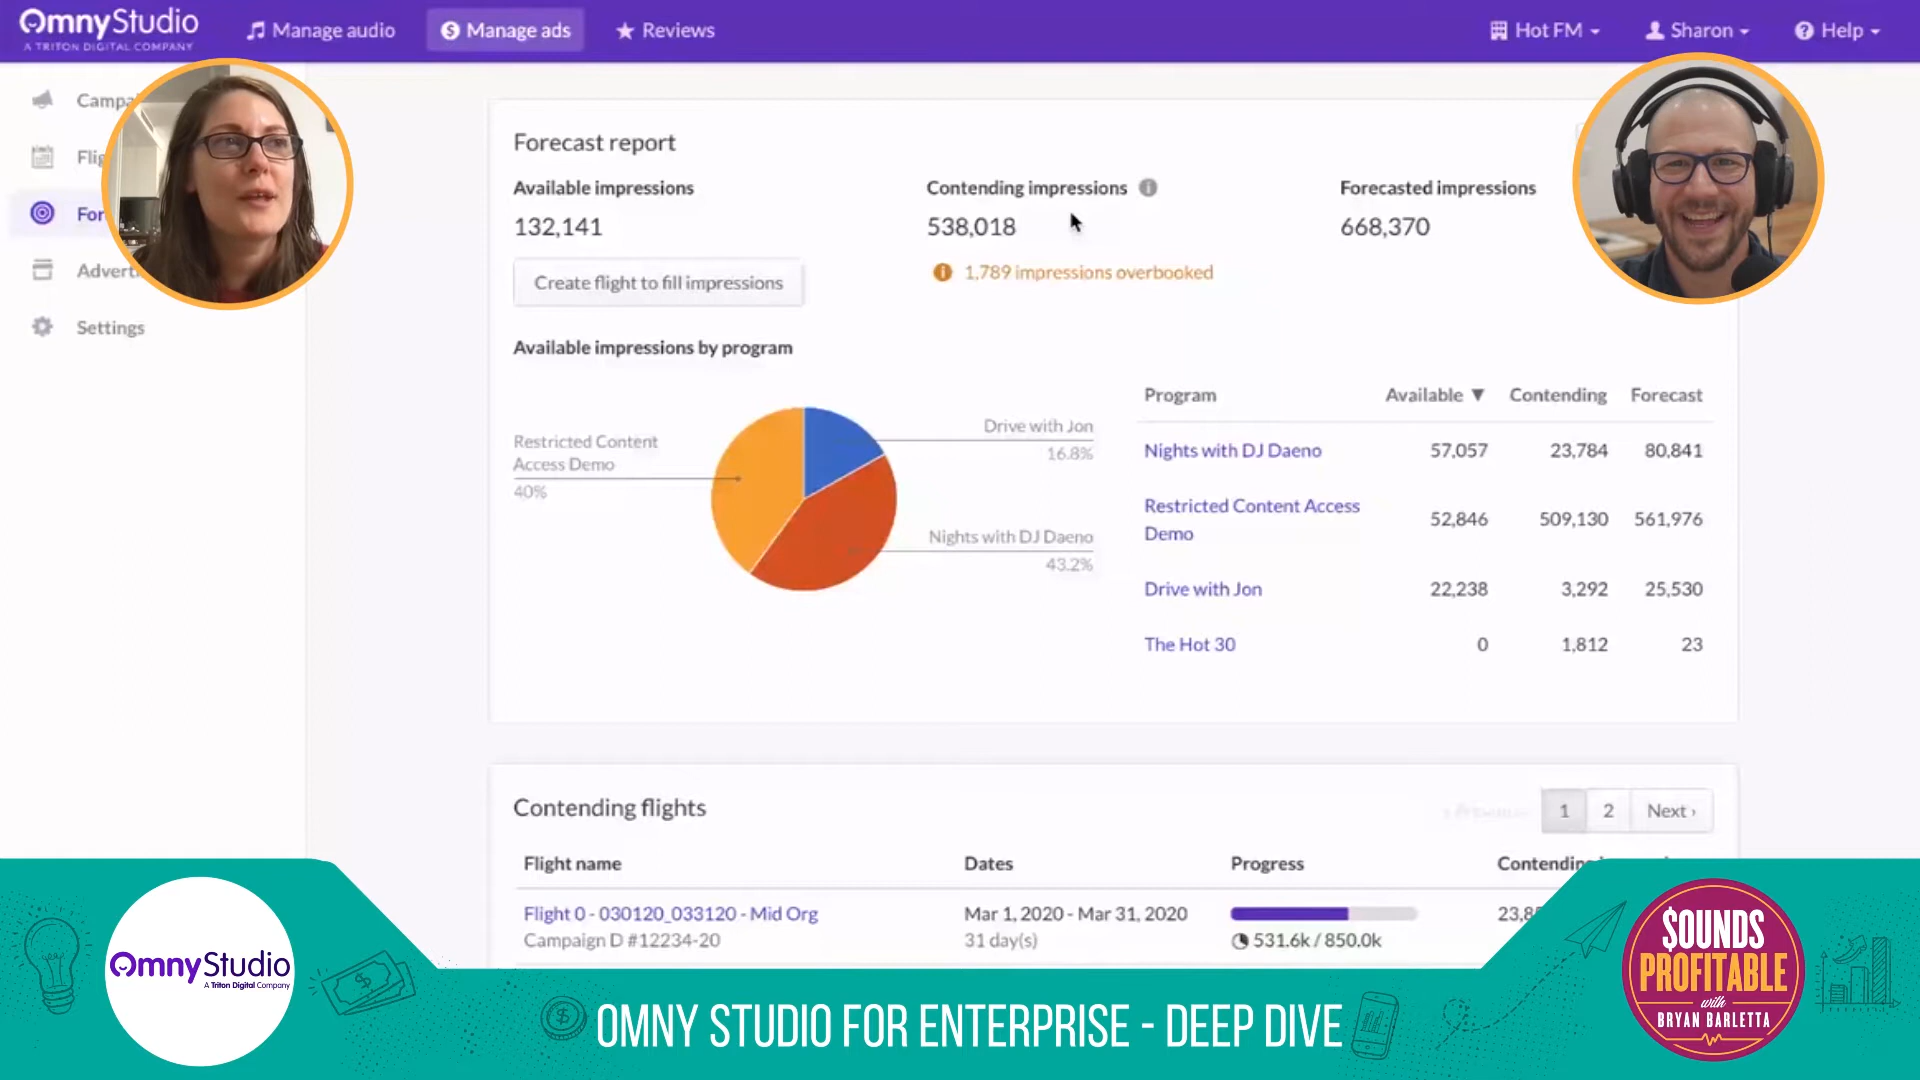 OmnyStudio
A TRITON DIGITAL COMPANY
Manage audio
Manage ads
Reviews
Hot FM
Sharon
Help
Settings
Forecast report
Available impressions
132,141
Create flight to fill impressions
Contending impressions
538,018
1,789 impressions overbooked
Forecasted impressions
668,370
Available impressions by program
Restricted Content
Access Demo
40%
Drive with Jon
16.8%
Nights with DJ Daeno
43.2%
Program Available ▼ Contending Forecast
Nights with DJ Daeno 57,057 23,784 80,841
Restricted Content Access
Demo 52,846 509,130 561,976
Drive with Jon 22,238 3,292 25,530
The Hot 30 0 1,812 23
Contending flights
1 2 Next ›
Flight name Dates Progress Contending
Flight 0 - 030120_033120 - Mid Org Mar 1, 2020 - Mar 31, 2020
Campaign D #12234-20 31 day(s) 531.6k / 850.0k
OmnyStudio
A Triton Digital Company
OMNY STUDIO FOR ENTERPRISE - DEEP DIVE
$OUNDS
PROFITABLE
with
BRYAN BARLETTA